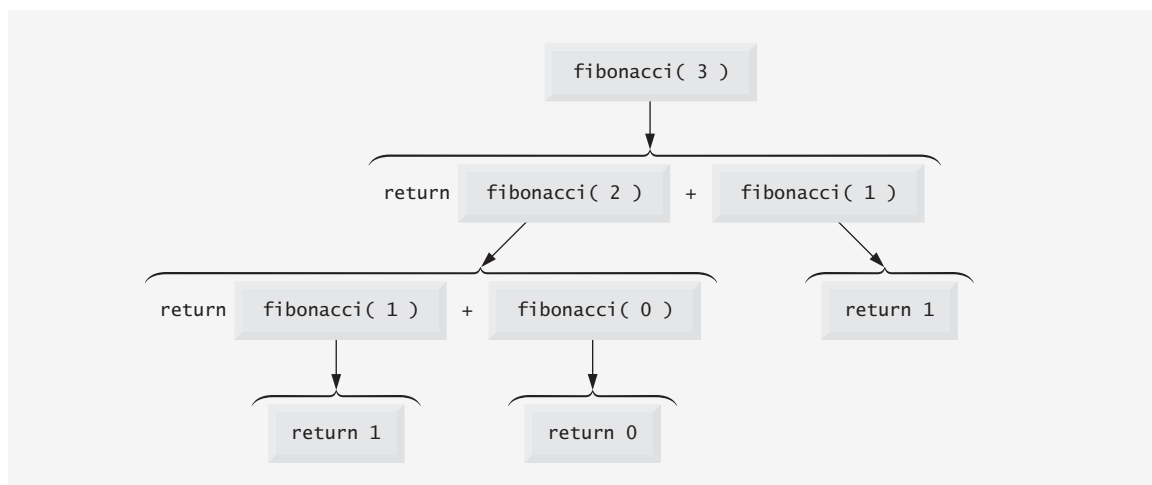 fibonacci( 3 )
return fibonacci( 2 ) + fibonacci( 1 )
return fibonacci( 1 ) + fibonacci( 0 ) return 1
return 1 return 0